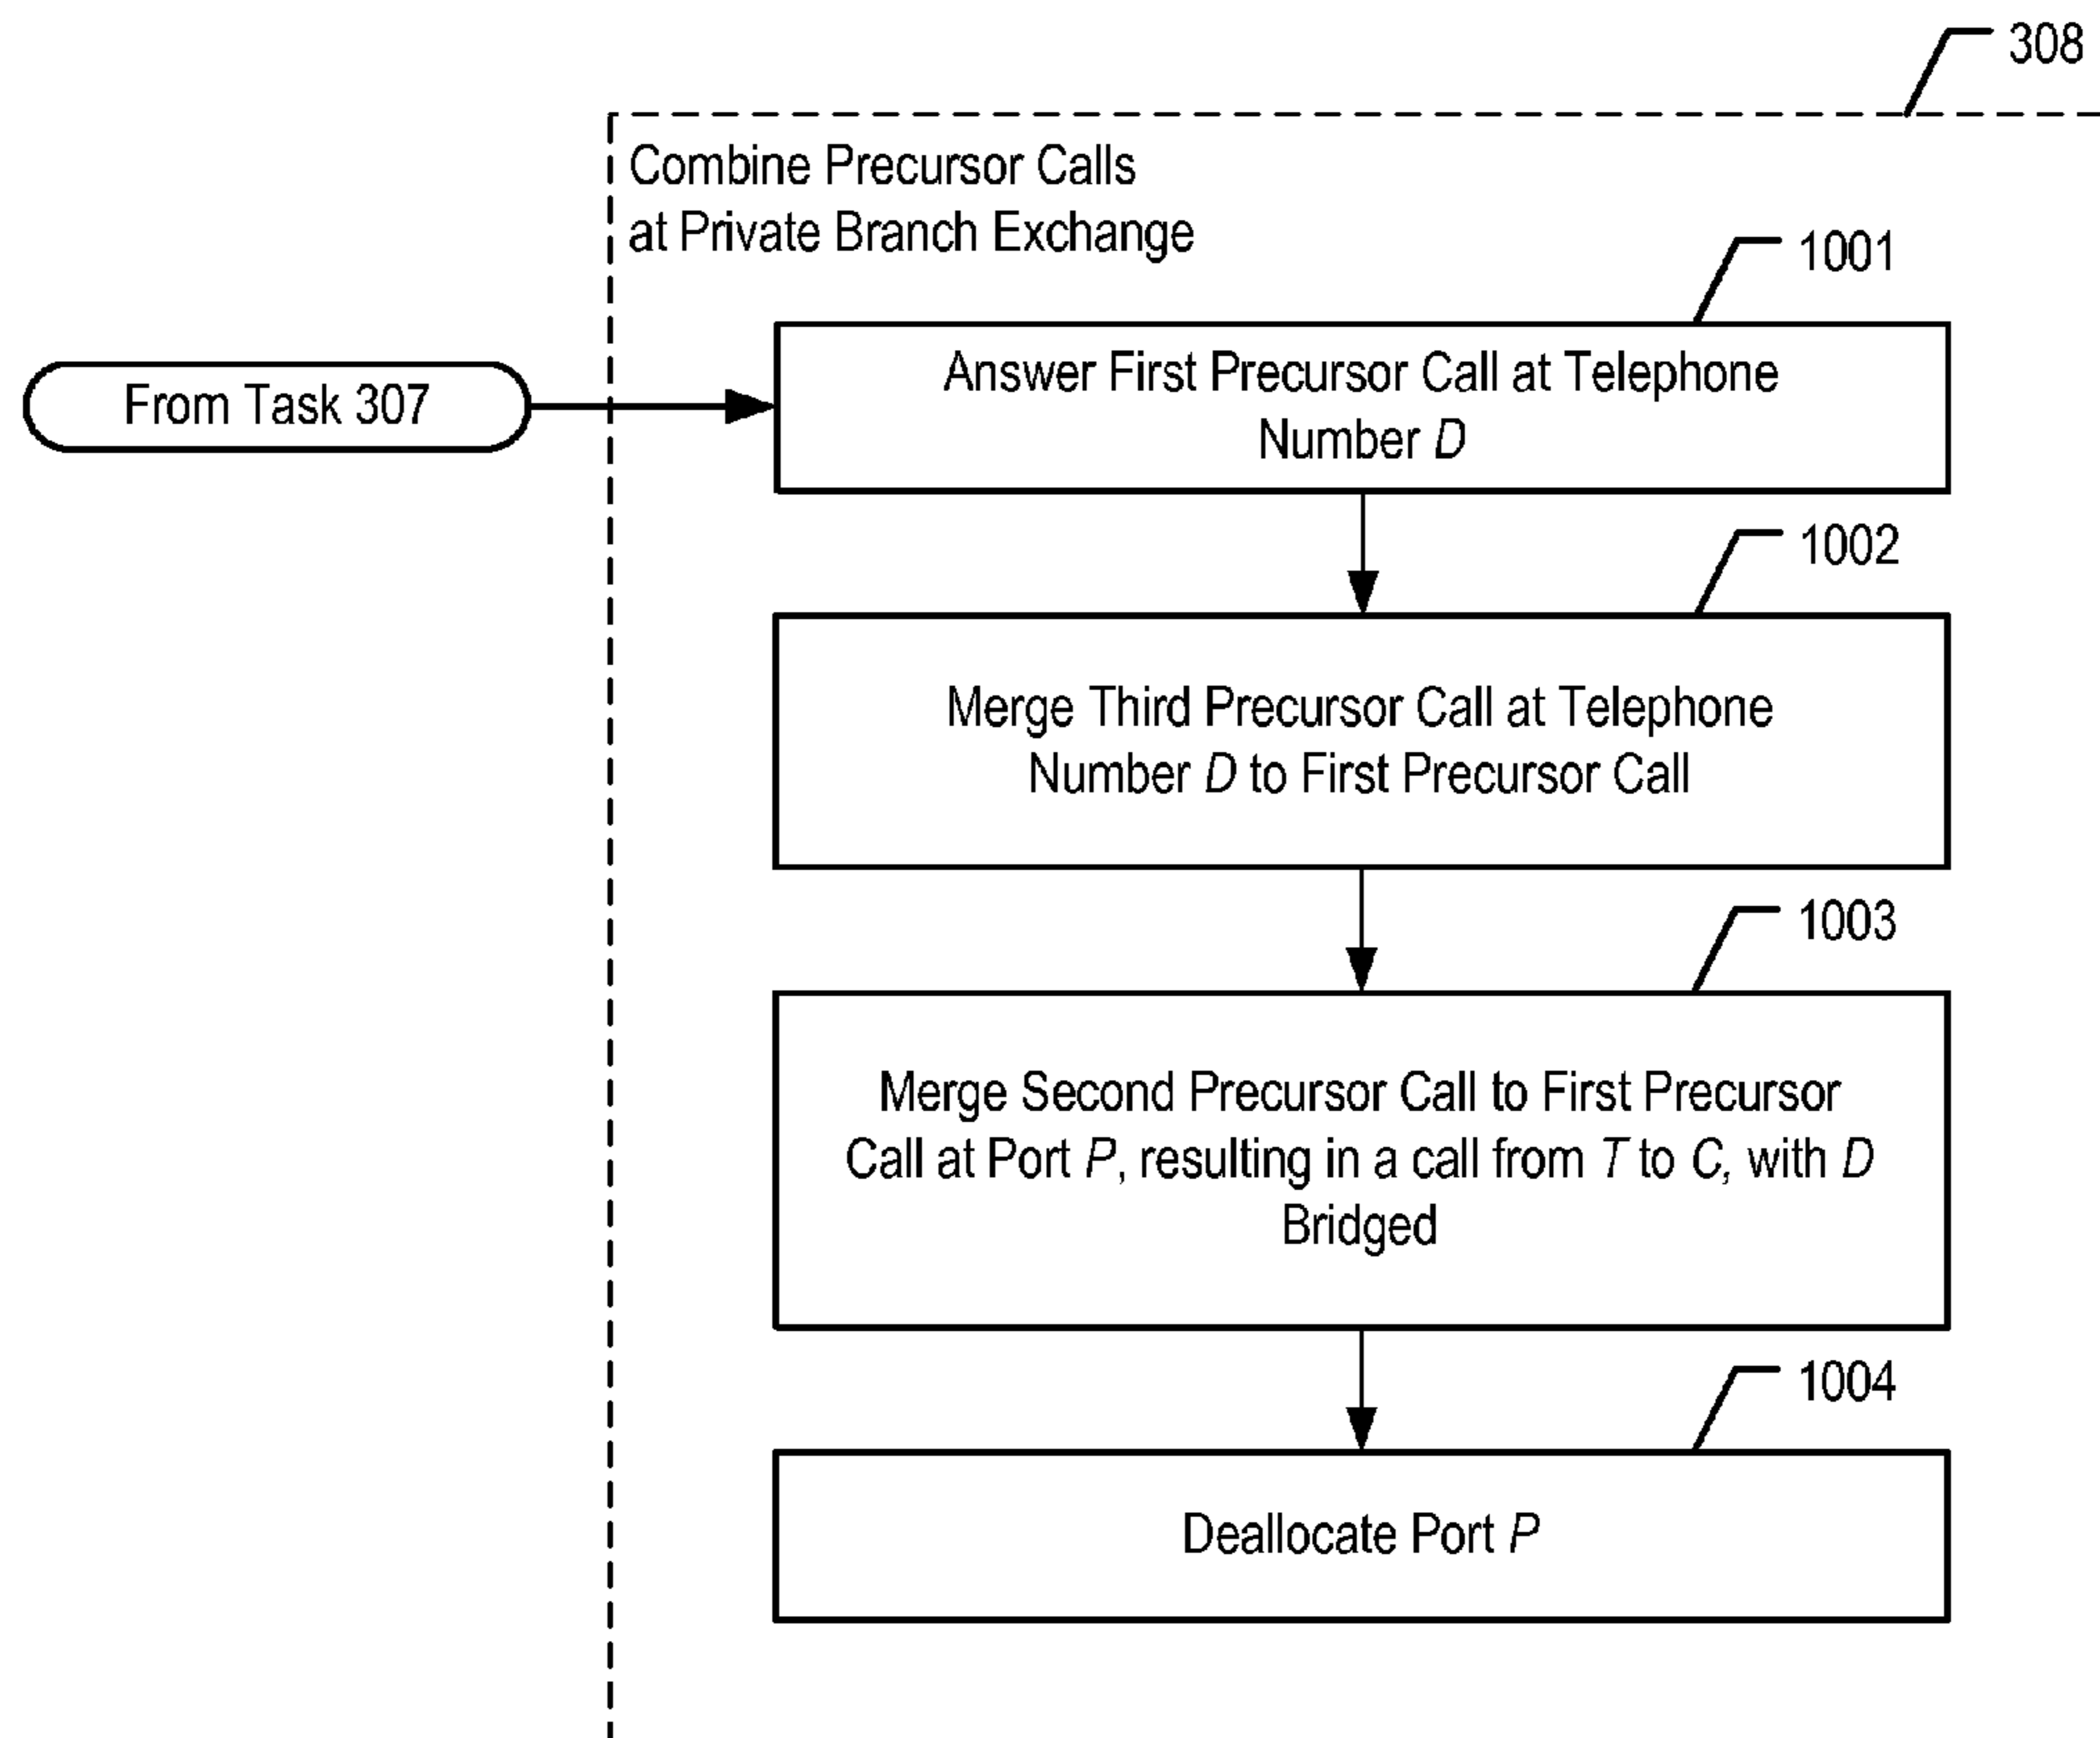 308
Combine Precursor Calls
at Private Branch Exchange
1001
From Task 307
Answer First Precursor Call at Telephone
Number D
1002
Merge Third Precursor Call at Telephone
Number D to First Precursor Call
1003
Merge Second Precursor Call to First Precursor
Call at Port P, resulting in a call from T to C, with D
Bridged
1004
Deallocate Port P